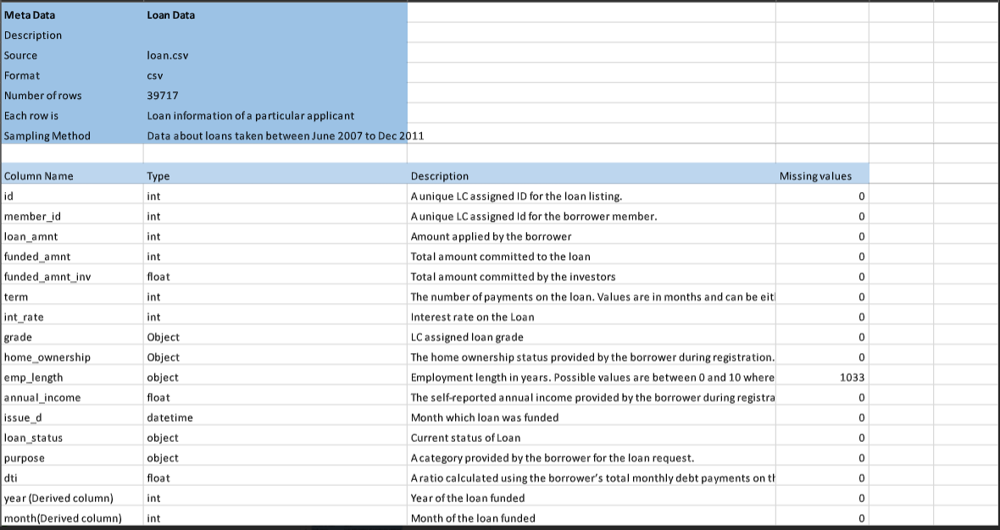 Meta Data Loan Data
Description
Source loan.csv
Format csv
Number of rows 39717
Each row is Loan information of a particular applicant
Sampling Method Data about loans taken between June 2007 to Dec 2011
Column Name Type Description Missing values
id int A unique LC assigned ID for the loan listing. 0
member_id int A unique LC assigned Id for the borrower member. 0
loan_amnt int Amount applied by the borrower 0
funded_amnt int Total amount committed to the loan 0
funded_amnt_inv float Total amount committed by the investors 0
term int The number of payments on the loan. Values are in months and can be 0
int_rate int Interest rate on the Loan 0
grade Object LC assigned loan grade 0
home_ownership Object The home ownership status provided by the borrower during registration. 0
emp_length object Employment length in years. Possible values are between 0 and 10 where 1033
annual_income float The self-reported annual income provided by the borrower during registra 0
issue_d datetime Month which loan was funded 0
loan_status object Current status of Loan 0
purpose object A category provided by the borrower for the loan request. 0
dti float A ratio calculated using the borrower's total monthly debt payments on 0
year (Derived column) int Year of the loan funded 0
month(Derived column) int Month of the loan funded 0